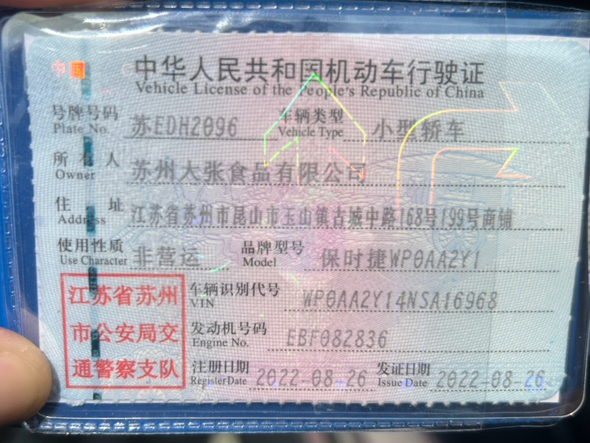 中国
中华人民共和国机动车行驶证
Vehicle License of the People's Republic of China
号牌号码 Plate No. 苏EDH2096 车辆类型 Vehicle Type 小型轿车
所有人 Owner 苏州大张食品有限公司
住址 Address 江苏省苏州市昆山市玉山镇古城中路168号199号商铺
使用性质 Use Character 非营运 品牌型号 Model 保时捷WP0AA2Y1
江苏省苏州 车辆识别代号 VIN WP0AA2Y14NSA16968
市公安局交 发动机号码 Engine No. EBF082836
通警察支队 注册日期 Register Date 2022-08-26 发证日期 Issue Date 2022-08-26